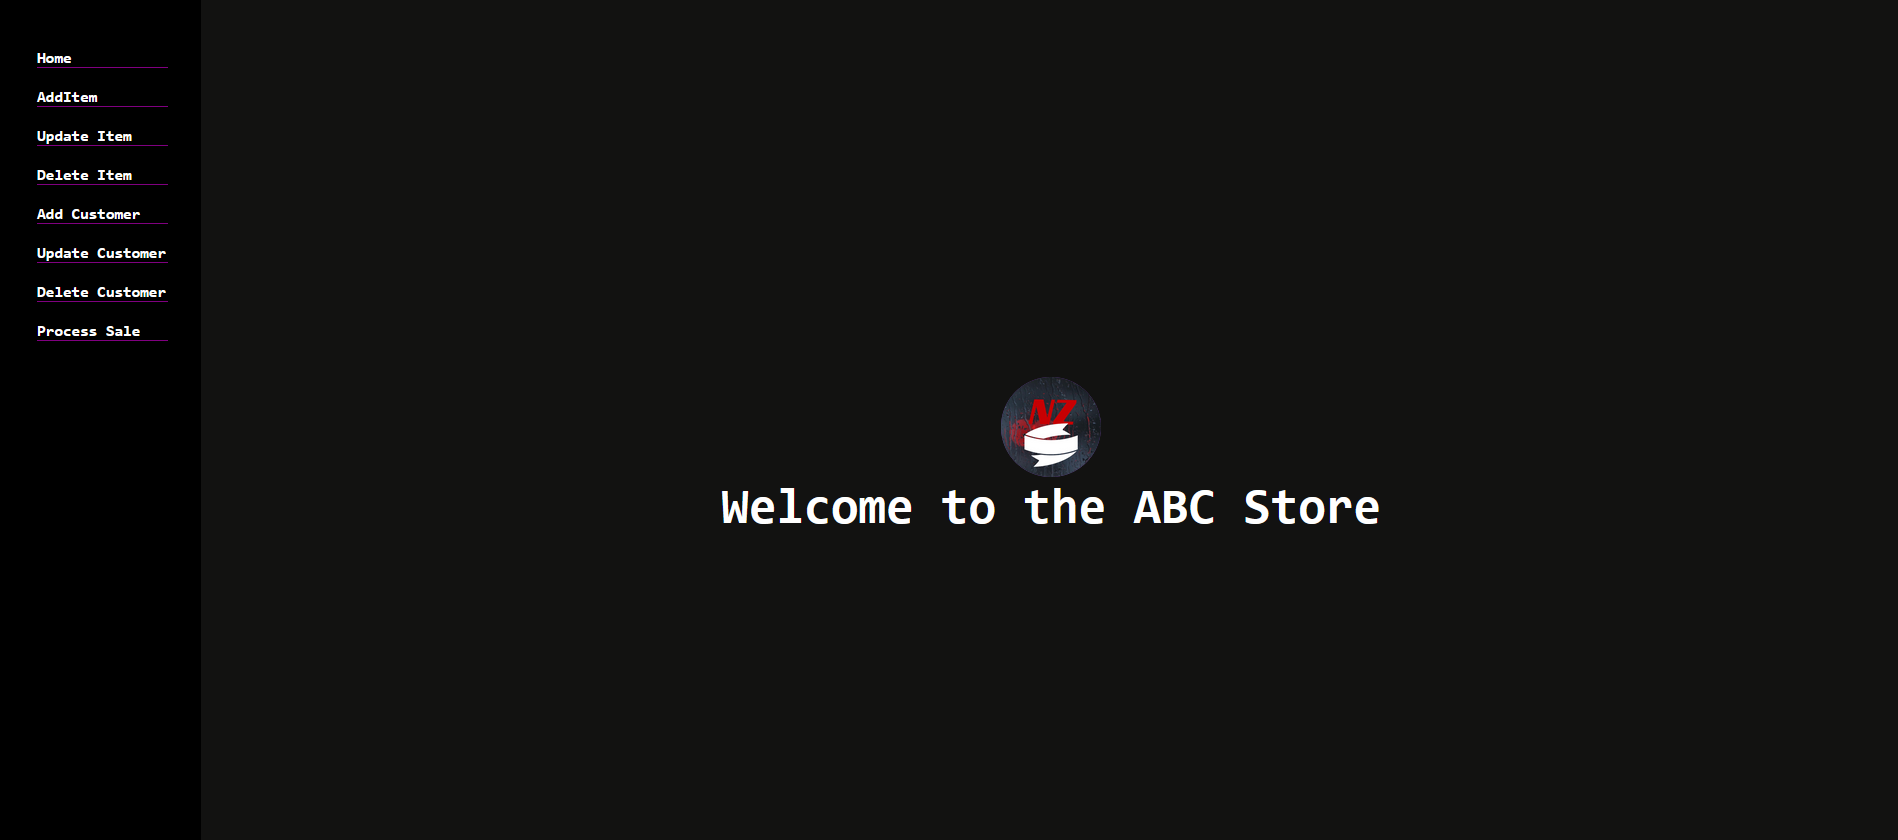 Home
AddItem
Update Item
Delete Item
Add Customer
Update Customer
Delete Customer
Process Sale
NZ
Welcome to the ABC Store